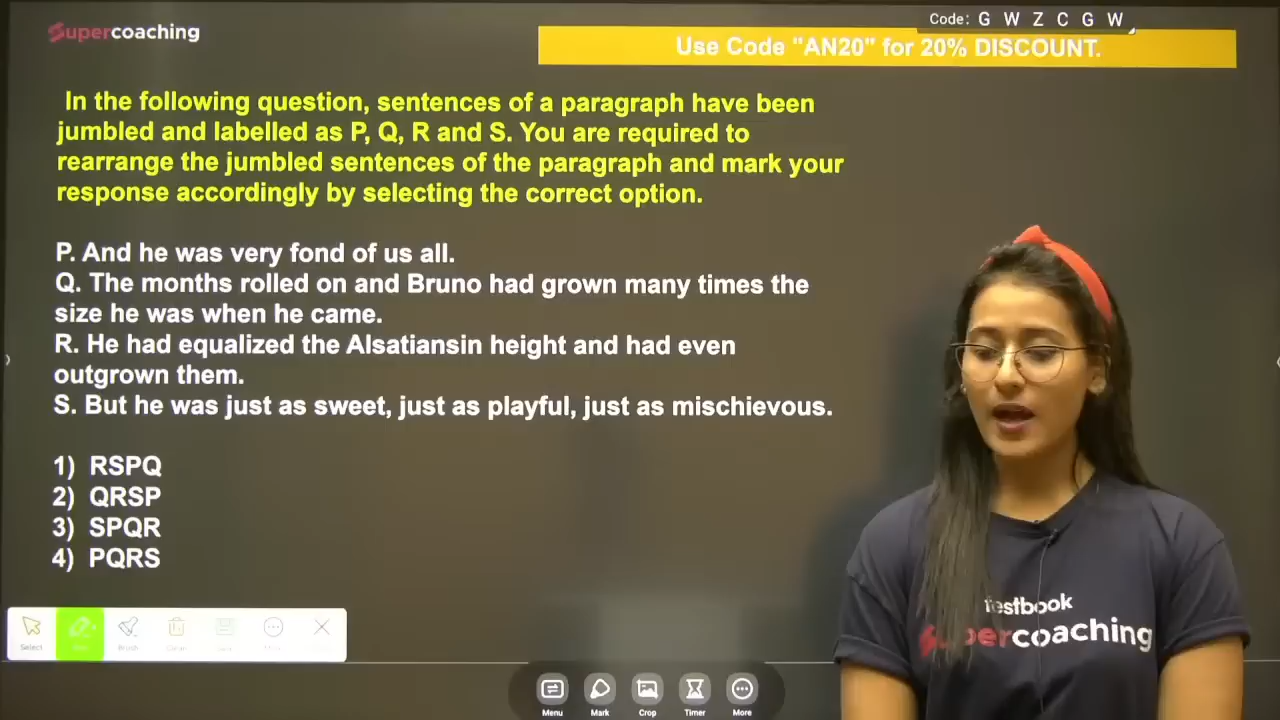 Supercoaching
Code: G W Z C G W
Use Code "AN20" for 20% DISCOUNT.
In the following question, sentences of a paragraph have been
jumbled and labelled as P, Q, R and S. You are required to
rearrange the jumbled sentences of the paragraph and mark your
response accordingly by selecting the correct option.
P. And he was very fond of us all.
Q. The months rolled on and Bruno had grown many times the
size he was when he came.
R. He had equalized the Alsatiansin height and had even
outgrown them.
S. But he was just as sweet, just as playful, just as mischievous.
1) RSPQ
2) QRSP
3) SPQR
4) PQRS
Select
Brush
testbook
Supercoaching
Menu
Mark
Crop
Timer
More